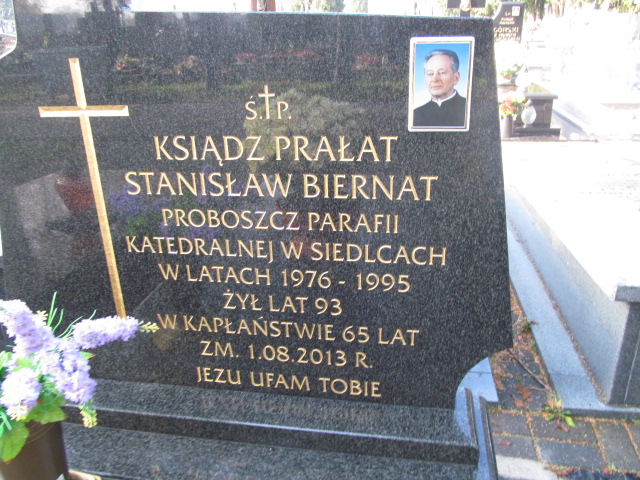 Ś.†P.
KSIĄDZ PRAŁAT
STANISŁAW BIERNAT
PROBOSZCZ PARAFII
KATEDRALNEJ W SIEDLCACH
W LATACH 1976 - 1995
ŻYŁ LAT 93
W KAPŁAŃSTWIE 65 LAT
ZM. 1.08.2013 R.
JEZU UFAM TOBIE
GÓRSKI